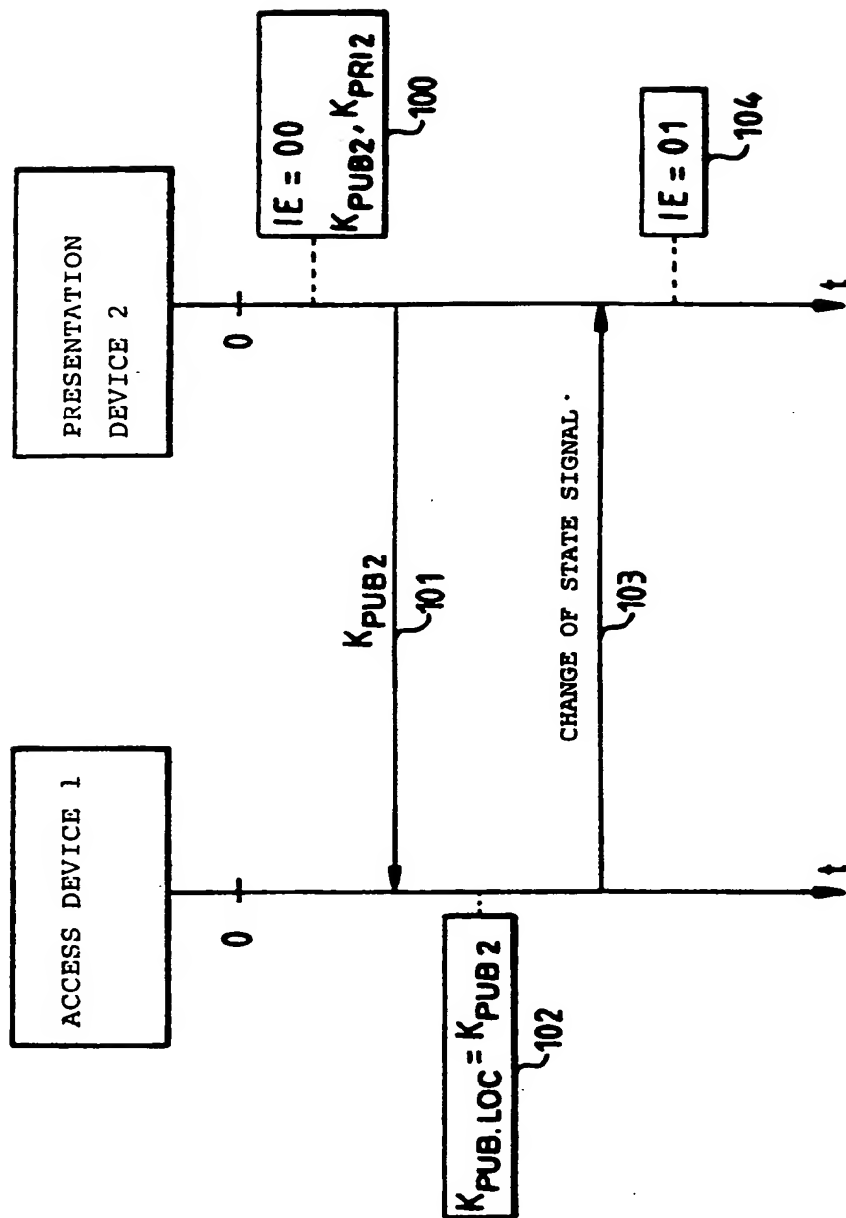 ACCESS DEVICE 1
PRESENTATION
DEVICE 2
0
0
IE = 00
KPUB2, KPRI2
100
KPUB2
101
KPUB.LOC = KPUB2
102
CHANGE OF STATE SIGNAL
103
IE = 01
104
t
t